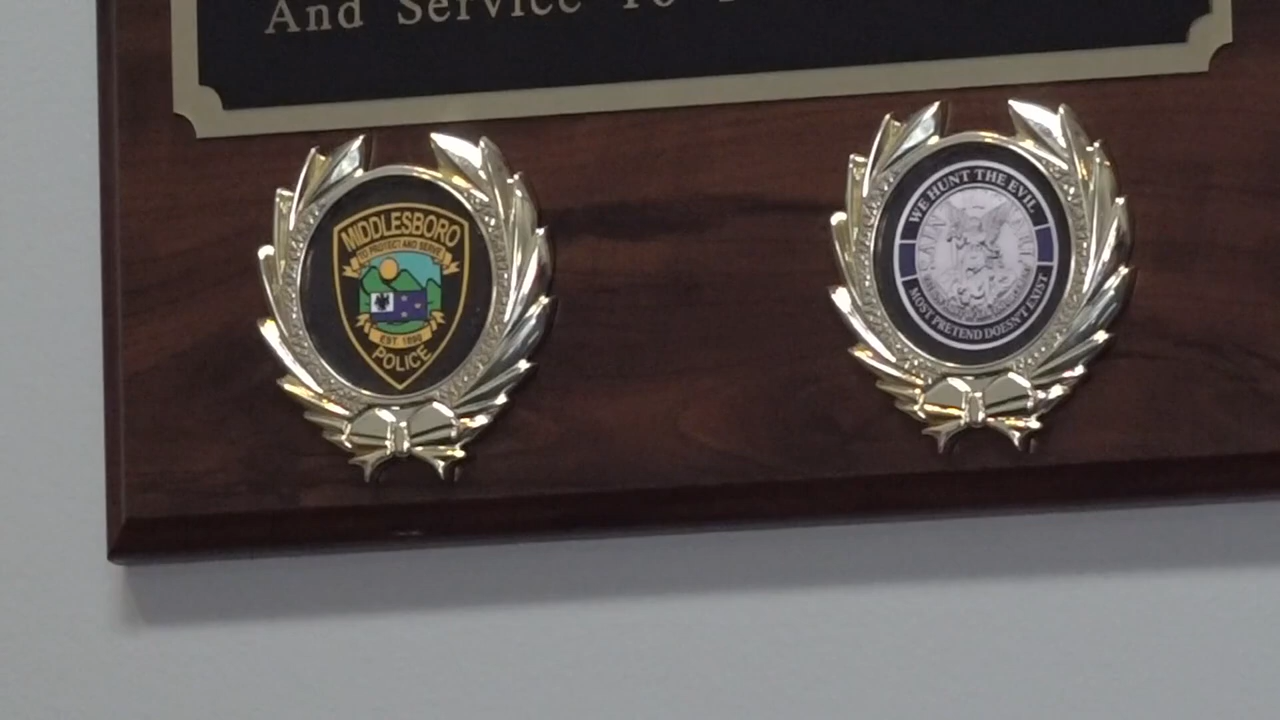 And Service To
MIDDLESBORO
TO PROTECT AND SERVE
EST. 1890
POLICE
WE HUNT THE EVIL
MOST PRETEND DOESN'T EXIST